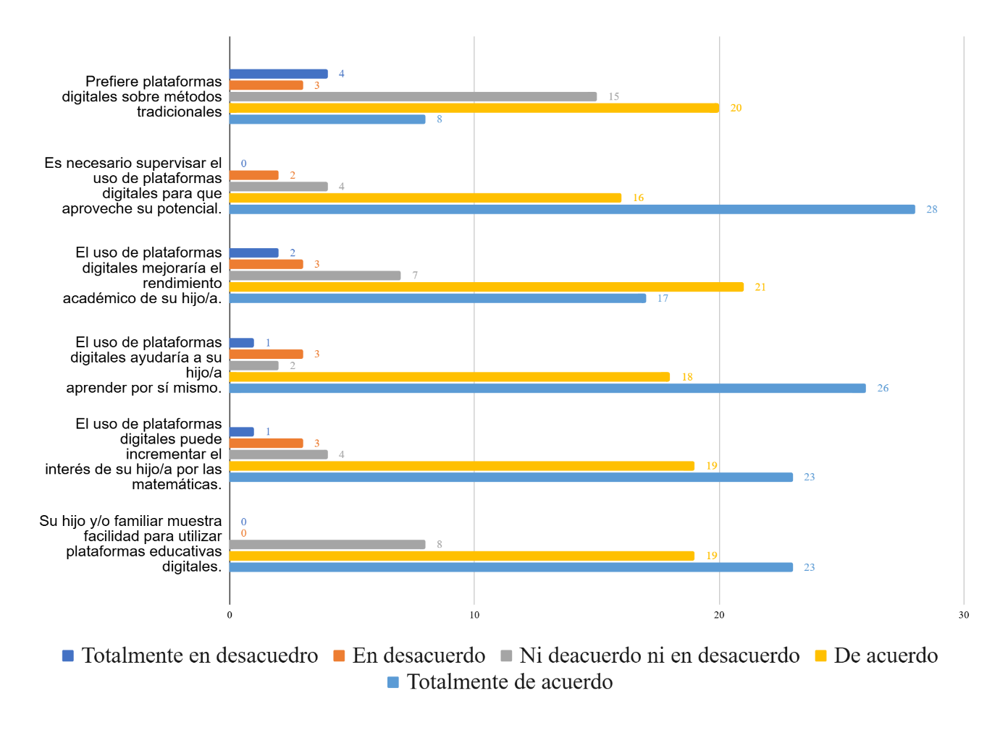 Prefiere plataformas
digitales sobre métodos
tradicionales
4
3
15
20
8
Es necesario supervisar el
uso de plataformas
digitales para que
aproveche su potencial.
0
2
4
16
28
El uso de plataformas
digitales mejoraría el
rendimiento
académico de su hijo/a.
2
3
7
21
17
El uso de plataformas
digitales ayudaría a su
hijo/a
aprender por sí mismo.
1
3
2
18
26
El uso de plataformas
digitales puede
incrementar el
interés de su hijo/a por las
matemáticas.
1
3
4
19
23
Su hijo y/o familiar muestra
facilidad para utilizar
plataformas educativas
digitales.
0
0
8
19
23
0 10 20 30
Totalmente en desacuedro En desacuerdo Ni deacuerdo ni en desacuerdo De acuerdo
Totalmente de acuerdo